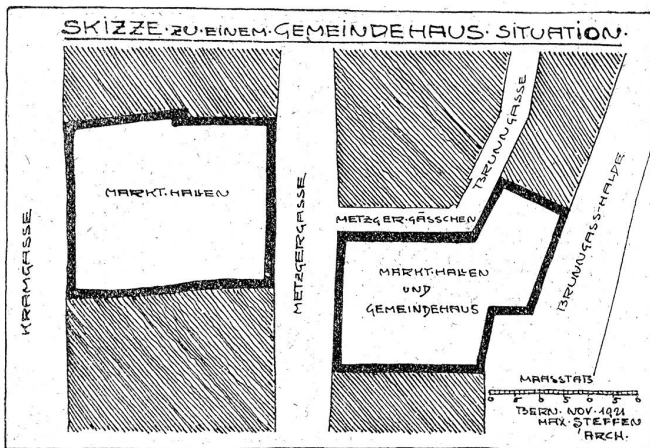 SKIZZE·ZU·EINEM·GEMEINDEHAUS·SITUATION·
KRAMGASSE
MARKT·HALLEN
METZGERGASSE
METZGER·GÄSSCHEN
BRUNNGASSE
MARKT·HALLEN
UND
GEMEINDEHAUS
BRUNNGASS-HALDE
MAASSTAB
BERN·NOV·1921
MAX·STEFFEN
ARCH.